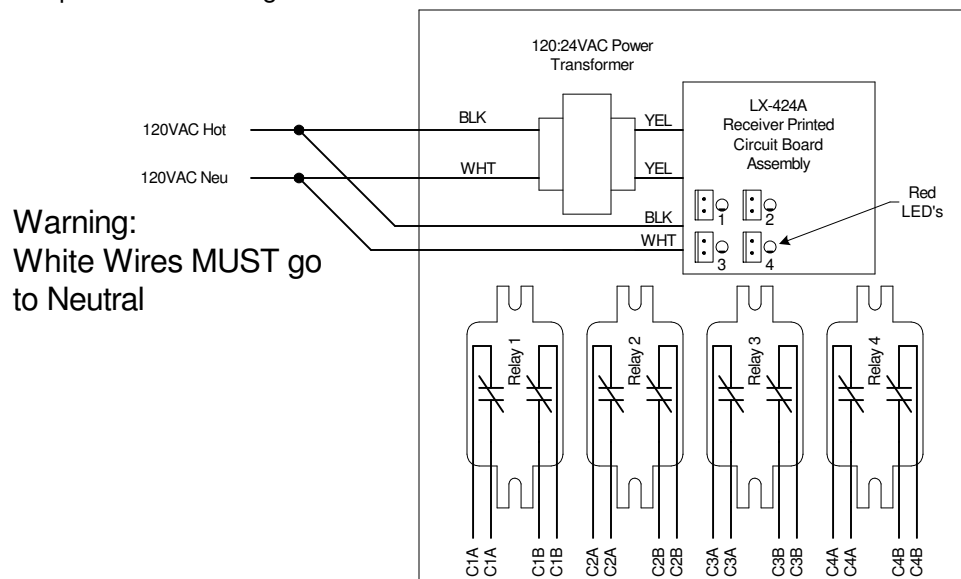 120:24VAC Power
Transformer
LX-424A
Receiver Printed
Circuit Board
Assembly
120VAC Hot
BLK
YEL
120VAC Neu
WHT
YEL
Red
LED's
1
2
BLK
WHT
3
4
Warning:
White Wires MUST go
to Neutral
Relay 1
Relay 2
Relay 3
Relay 4
C1A
C1A
C1B
C1B
C2A
C2A
C2B
C2B
C3A
C3A
C3B
C3B
C4A
C4A
C4B
C4B